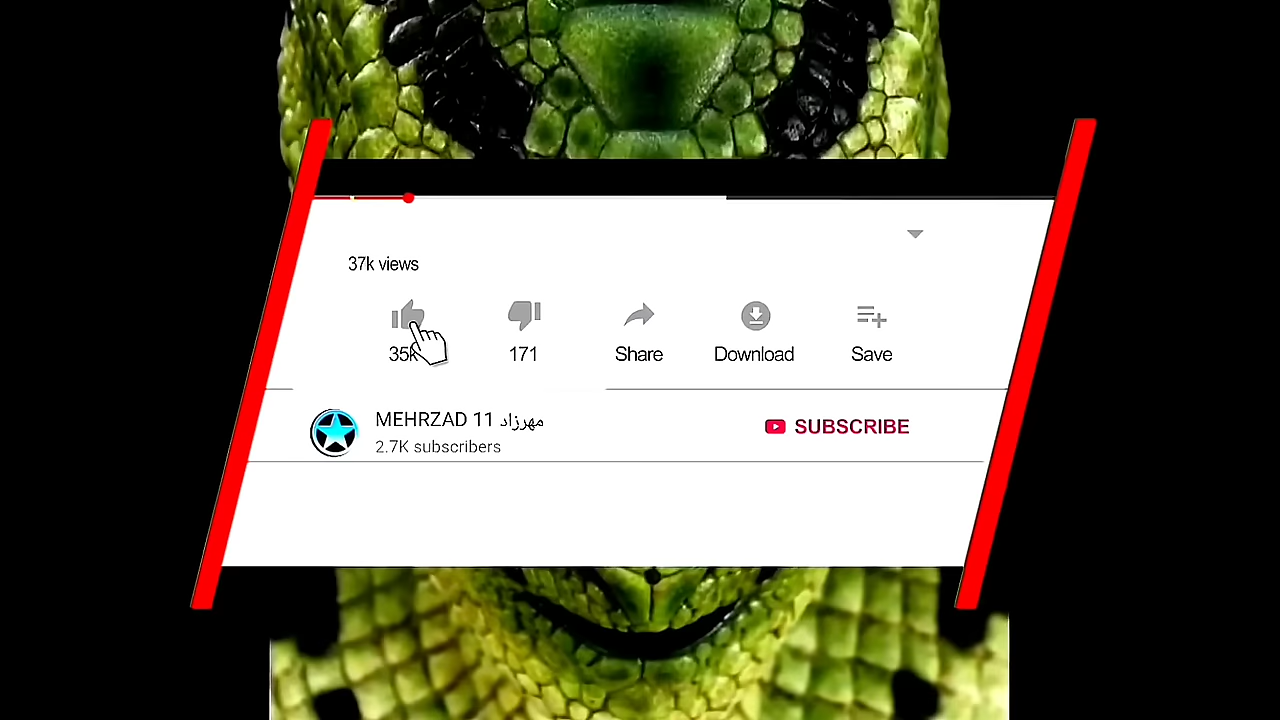 37k views
35k 171 Share Download Save
MEHRZAD 11 مهرزاد
SUBSCRIBE
2.7K subscribers